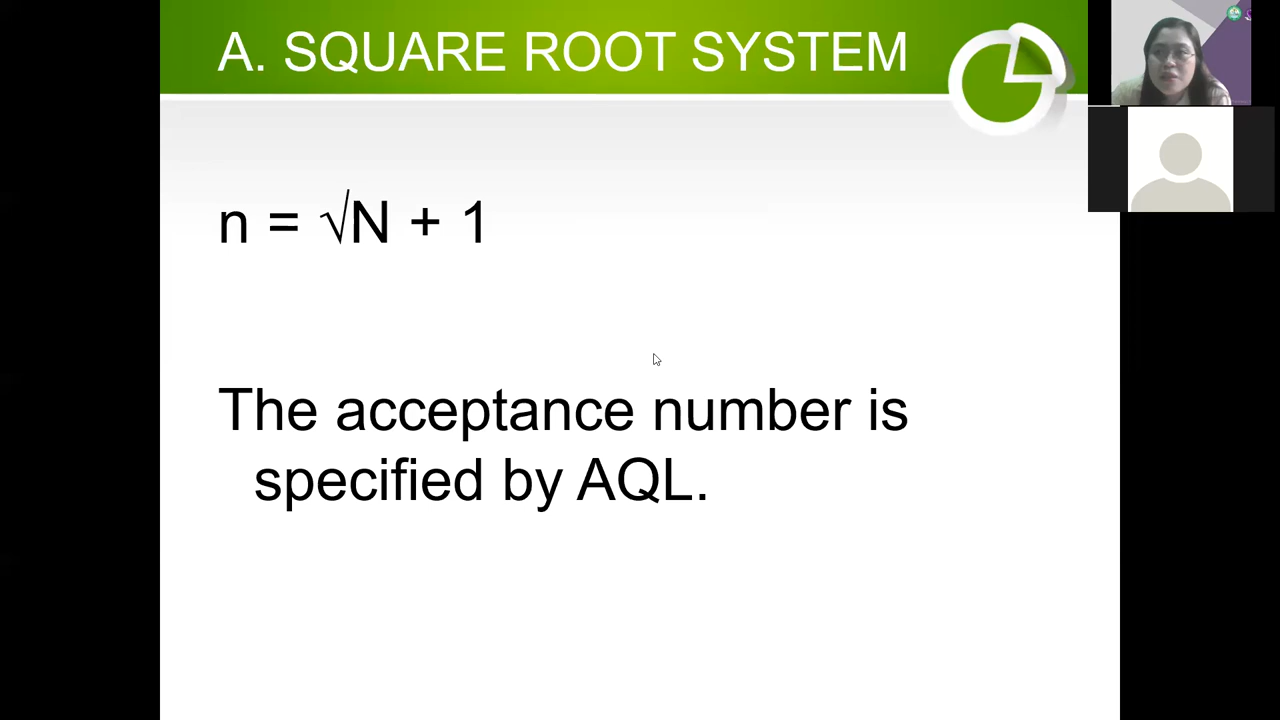 A. SQUARE ROOT SYSTEM
n = √N + 1
The acceptance number is
specified by AQL.